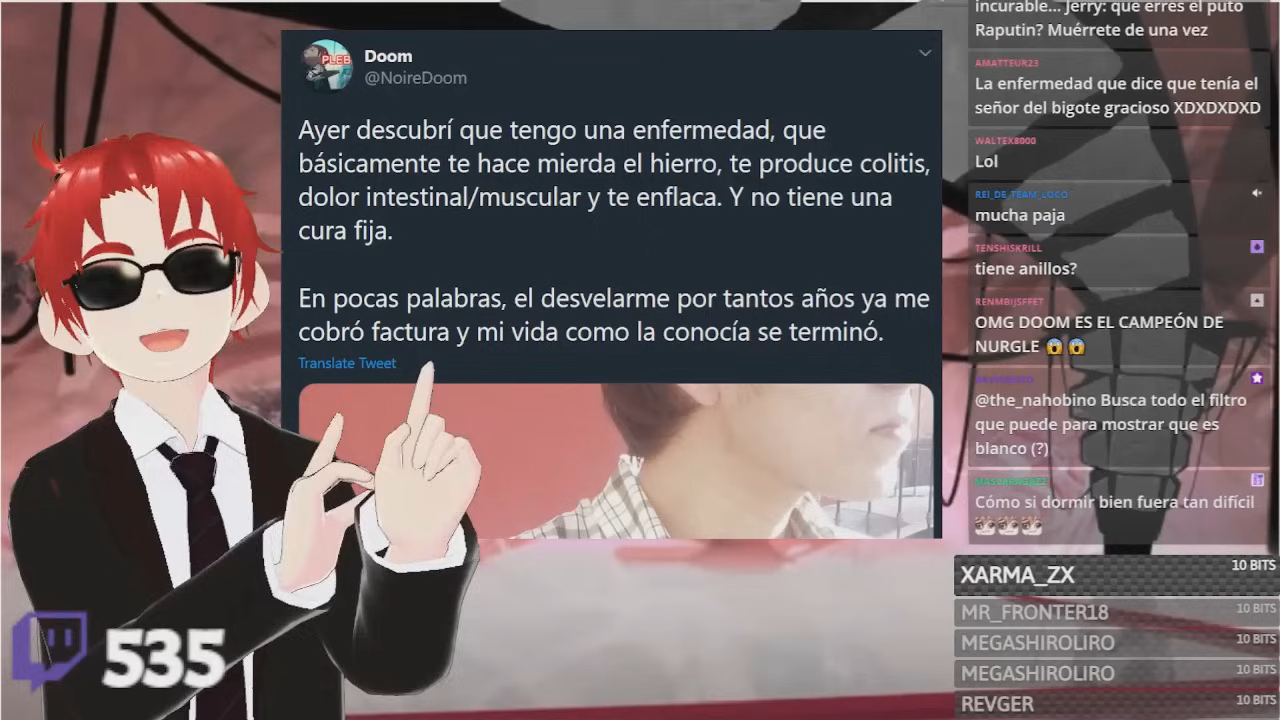 Doom
@NoireDoom
PLEB
Ayer descubrí que tengo una enfermedad, que
básicamente te hace mierda el hierro, te produce colitis,
dolor intestinal/muscular y te enflaca. Y no tiene una
cura fija.
En pocas palabras, el desvelarme por tantos años ya me
cobró factura y mi vida como la conocía se terminó.
Translate Tweet
535
incurable... Jerry: que erres el puto
Raputin? Muérrete de una vez
AMATTEUR23
La enfermedad que dice que tenía el
señor del bigote gracioso XDXDXDXD
WALTEX8000
Lol
REI_DE_TEAM_LOCO
mucha paja
TENSHISKRILL
tiene anillos?
RENMBIJSFFET
OMG DOOM ES EL CAMPEÓN DE
NURGLE 😱 😱
@the_nahobino Busca todo el filtro
que puede para mostrar que es
blanco (?)
Cómo si dormir bien fuera tan difícil
XARMA_ZX 10 BITS
MR_FRONTER18 10 BITS
MEGASHIROLIRO 10 BITS
MEGASHIROLIRO 10 BITS
REVGER 10 BITS